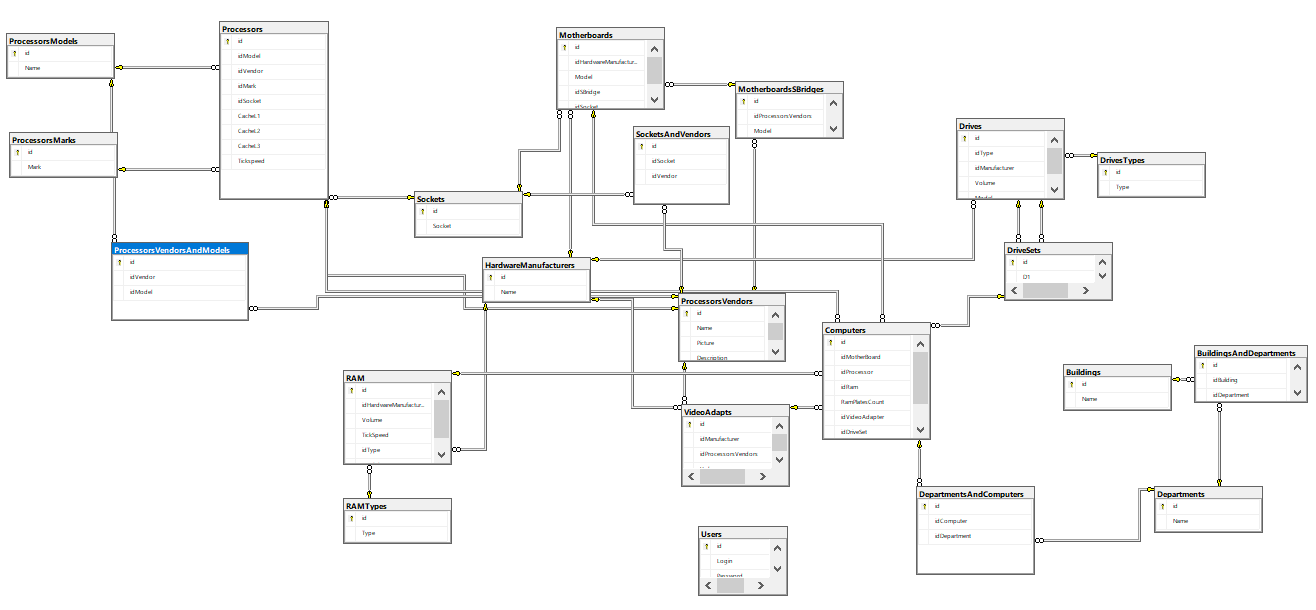 ProcessorsModels
id
Name
ProcessorsMarks
id
Mark
Processors
id
idModel
idVendor
idMark
idSocket
CacheL1
CacheL2
CacheL3
Tickspeed
ProcessorsVendorsAndModels
id
idVendor
idModel
Sockets
id
Socket
Motherboards
id
idHardwareManufactur...
Model
idSBridge
idSocket
SocketsAndVendors
id
idSocket
idVendor
MotherboardsSBridges
id
idProcessorsVendors
Model
Drives
id
idType
idManufacturer
Volume
DrivesTypes
id
Type
DriveSets
id
D1
HardwareManufacturers
id
Name
ProcessorsVendors
id
Name
Picture
Description
Computers
id
idMotherBoard
idProcessor
idRam
RamPlatesCount
idVideoAdapter
idDriveSet
RAM
id
idHardwareManufactur...
Volume
TickSpeed
idType
RAMTypes
id
Type
VideoAdapts
id
idManufacturer
idProcessorsVendors
Buildings
id
Name
BuildingsAndDepartments
id
idBuilding
idDepartment
DepartmentsAndComputers
id
idComputer
idDepartment
Departments
id
Name
Users
id
Login
Password